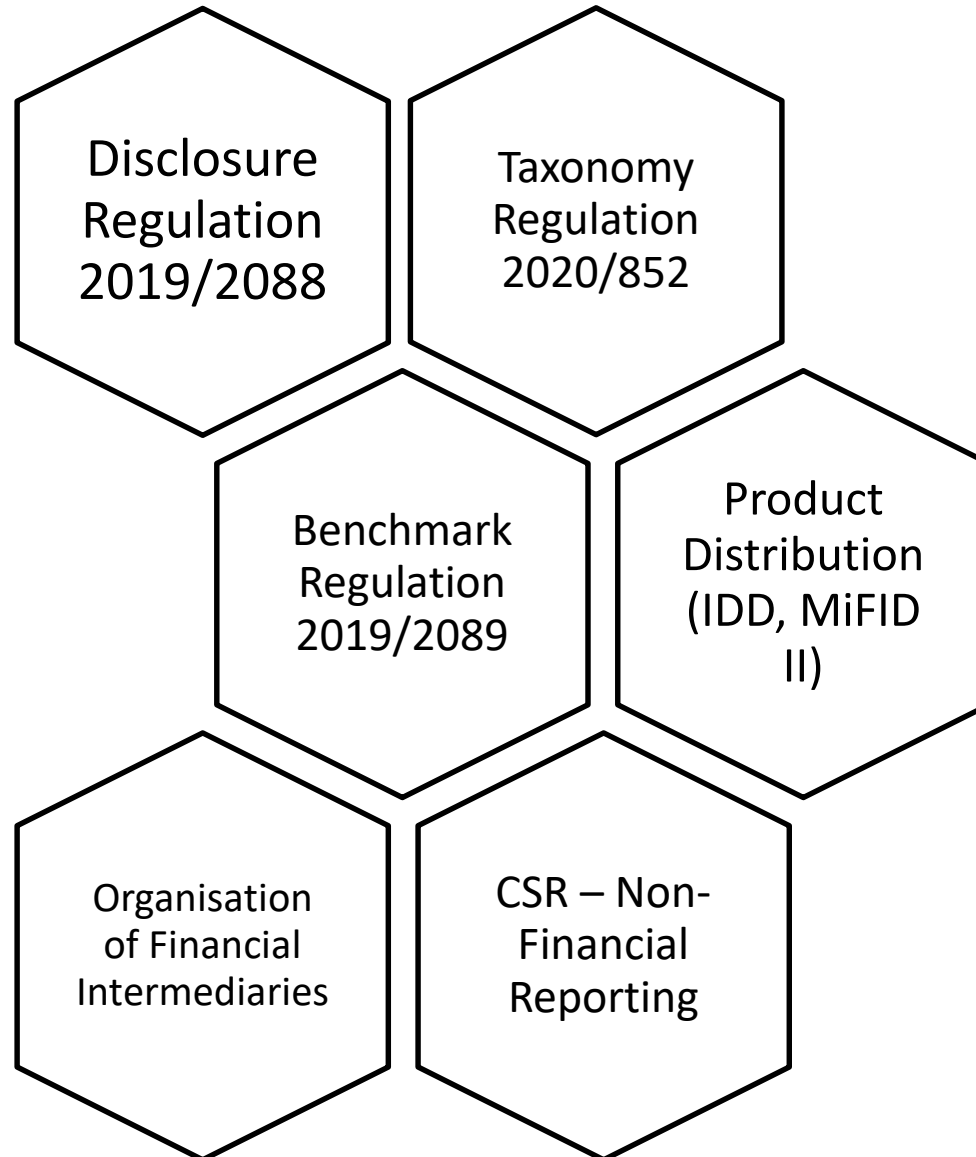 Disclosure
Regulation
2019/2088
Taxonomy
Regulation
2020/852
Benchmark
Regulation
2019/2089
Product
Distribution
(IDD, MiFID
II)
Organisation
of Financial
Intermediaries
CSR – Non-
Financial
Reporting